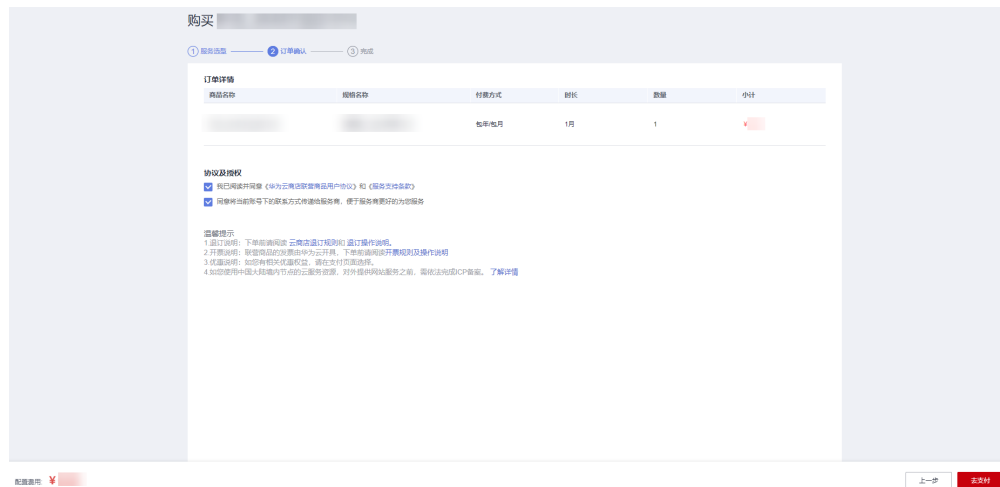 购买
1 服务选型 2 订单确认 3 完成
订单详情
商品名称 规格名称 付费方式 时长 数量 小计
包年/包月 1月 1 ¥
协议及授权
我已阅读并同意《华为云商店联营商品用户协议》和《服务支持条款》
同意将当前账号下的联系方式传递给服务商，便于服务商更好的为您服务
温馨提示
1.退订说明：下单前请阅读 云商店退订规则和 退订操作说明。
2.开票说明：联营商品的发票由华为云开具，下单前请阅读开票规则及操作说明
3.优惠说明：如您有相关优惠权益，请在支付页面选择。
4.如您使用中国大陆境内节点的云服务资源，对外提供网站服务之前，需依法完成ICP备案。 了解详情
配置费用 ¥ 上一步 去支付